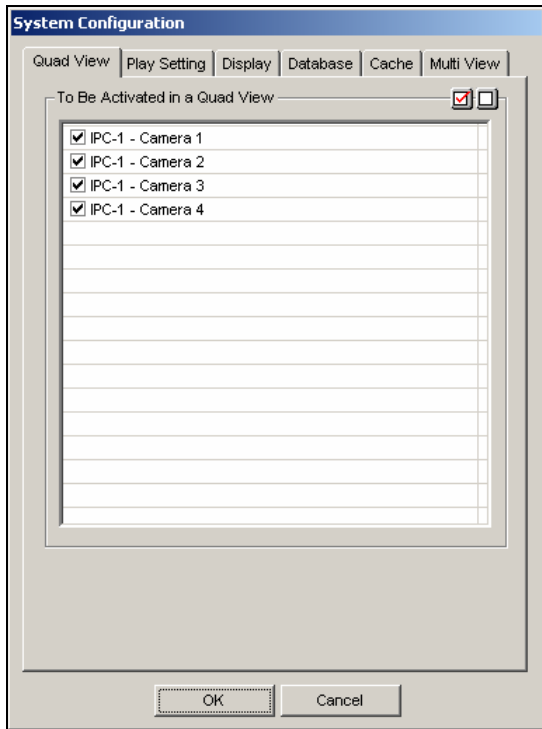 System Configuration
Quad View Play Setting Display Database Cache Multi View
To Be Activated in a Quad View
IPC-1 - Camera 1
IPC-1 - Camera 2
IPC-1 - Camera 3
IPC-1 - Camera 4
OK Cancel